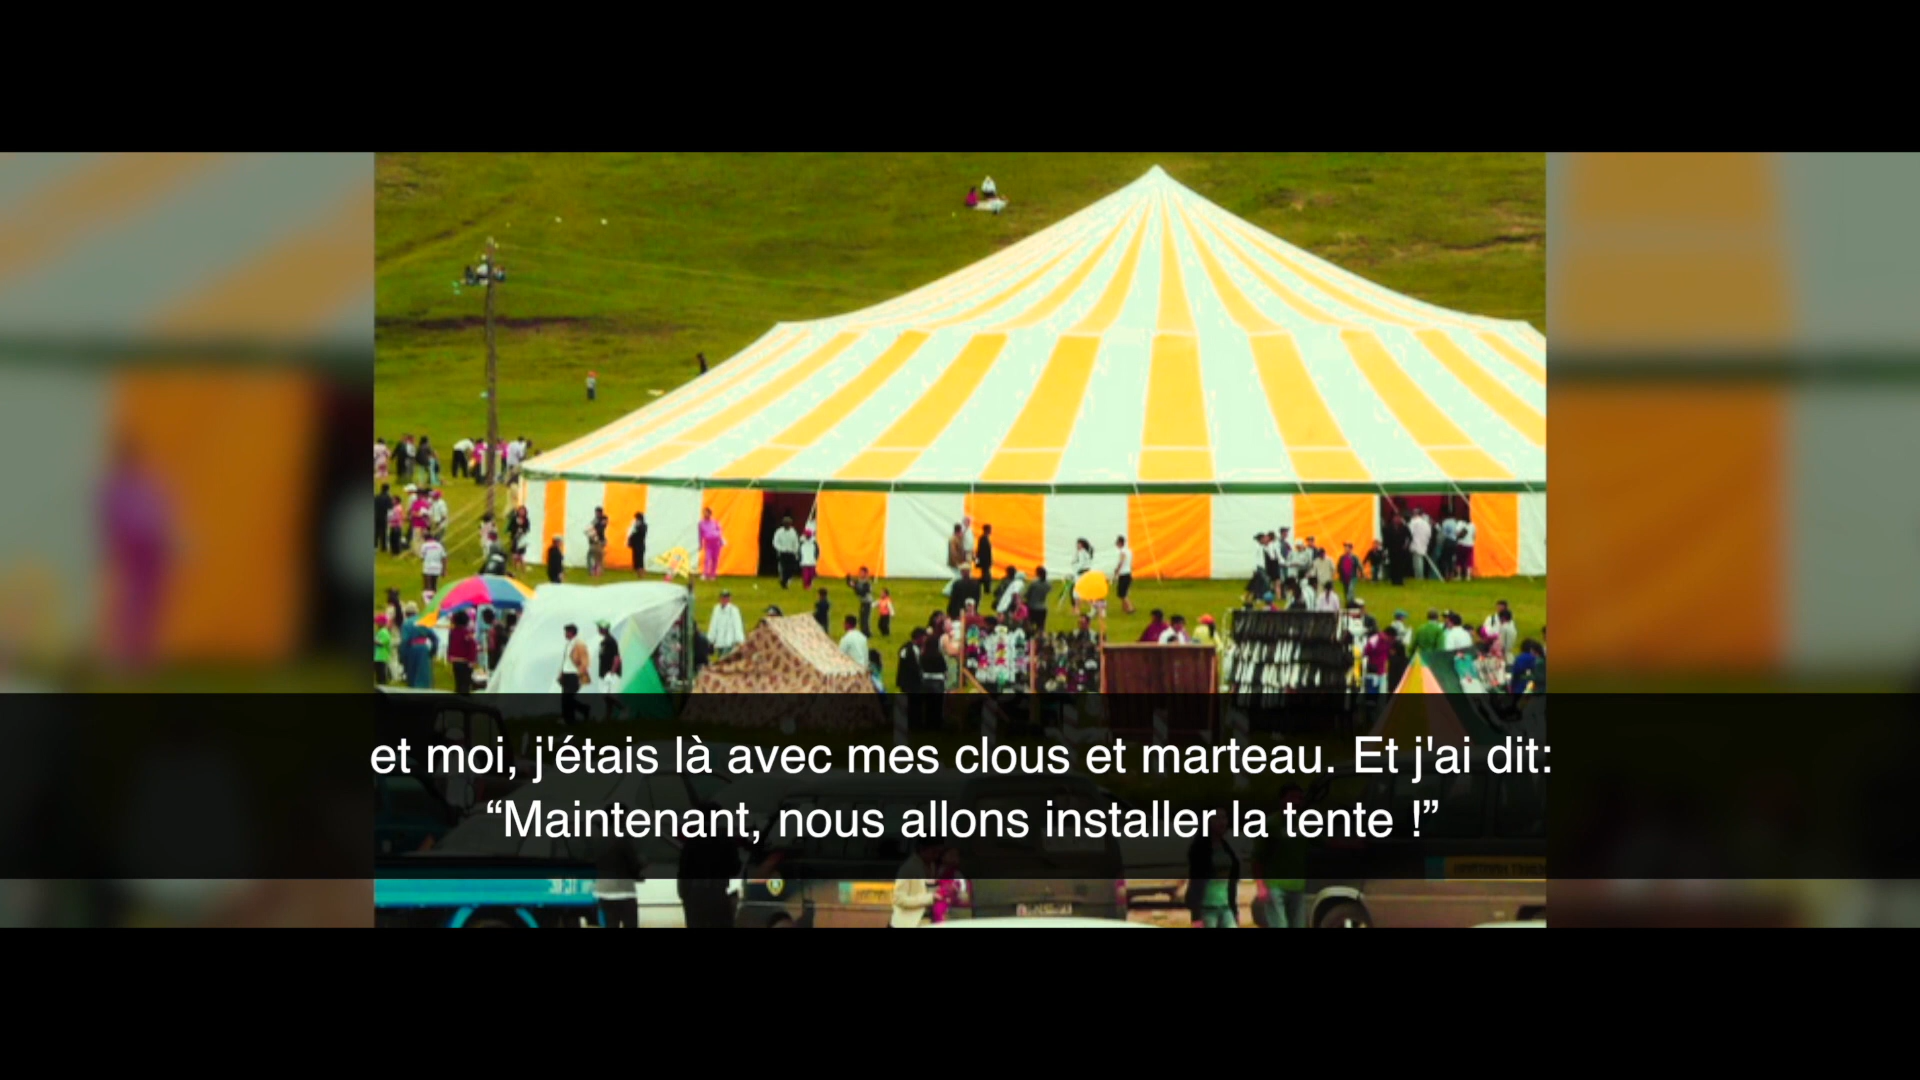 et moi, j'étais là avec mes clous et marteau. Et j'ai dit:
“Maintenant, nous allons installer la tente !”